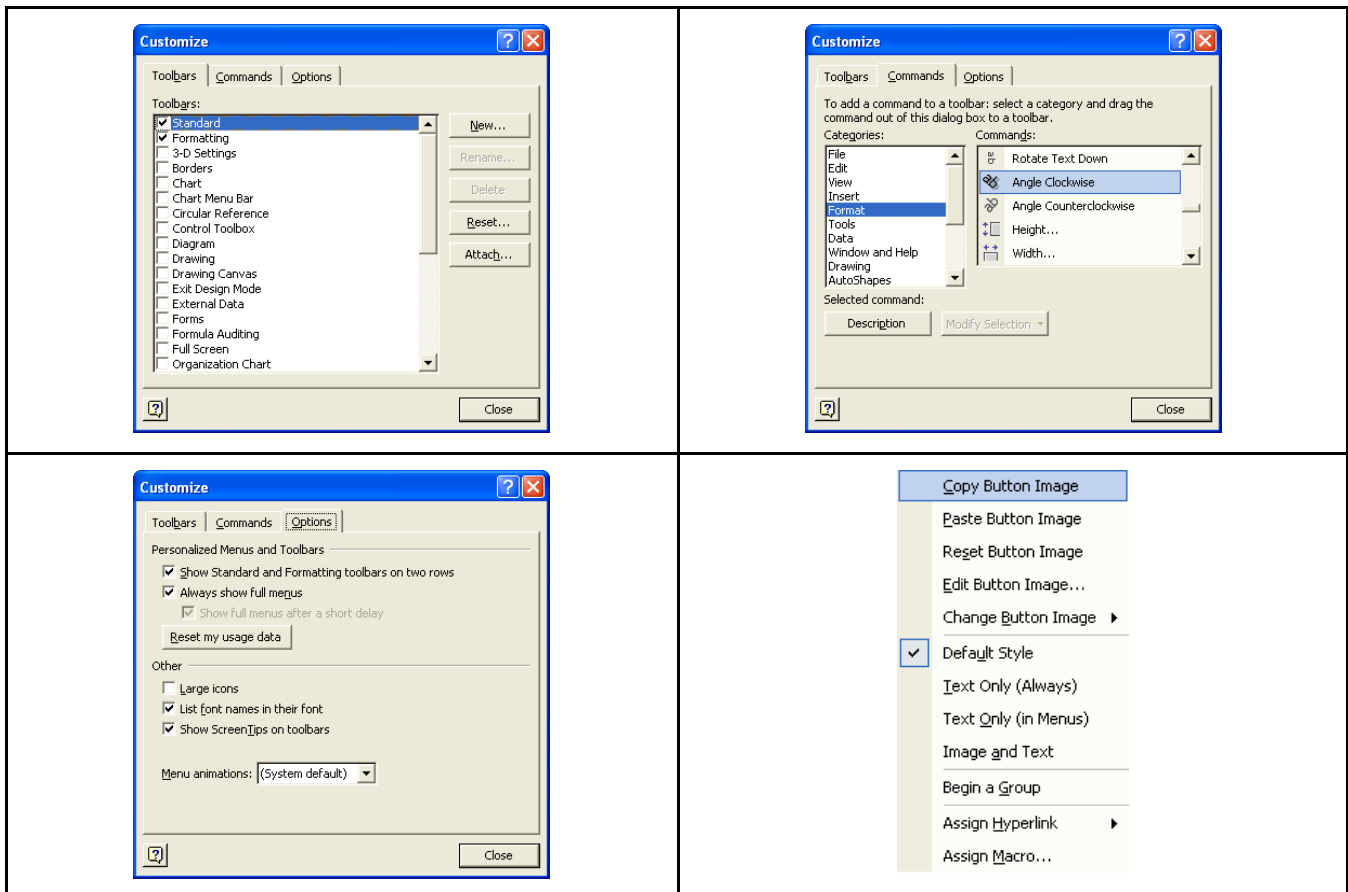 Customize
Toolbars Commands Options
Toolbars:
Standard
Formatting
3-D Settings
Borders
Chart
Chart Menu Bar
Circular Reference
Control Toolbox
Diagram
Drawing
Drawing Canvas
Exit Design Mode
External Data
Forms
Formula Auditing
Full Screen
Organization Chart
New...
Rename...
Delete
Reset...
Attach...
Close
Customize
Toolbars Commands Options
To add a command to a toolbar: select a category and drag the
command out of this dialog box to a toolbar.
Categories:
File
Edit
View
Insert
Format
Tools
Data
Window and Help
Drawing
AutoShapes
Commands:
Rotate Text Down
Angle Clockwise
Angle Counterclockwise
Height...
Width...
Selected command:
Description Modify Selection
Close
Customize
Toolbars Commands Options
Personalized Menus and Toolbars
Show Standard and Formatting toolbars on two rows
Always show full menus
Show full menus after a short delay
Reset my usage data
Other
Large icons
List font names in their font
Show ScreenTips on toolbars
Menu animations: (System default)
Close
Copy Button Image
Paste Button Image
Reset Button Image
Edit Button Image...
Change Button Image
Default Style
Text Only (Always)
Text Only (in Menus)
Image and Text
Begin a Group
Assign Hyperlink
Assign Macro...